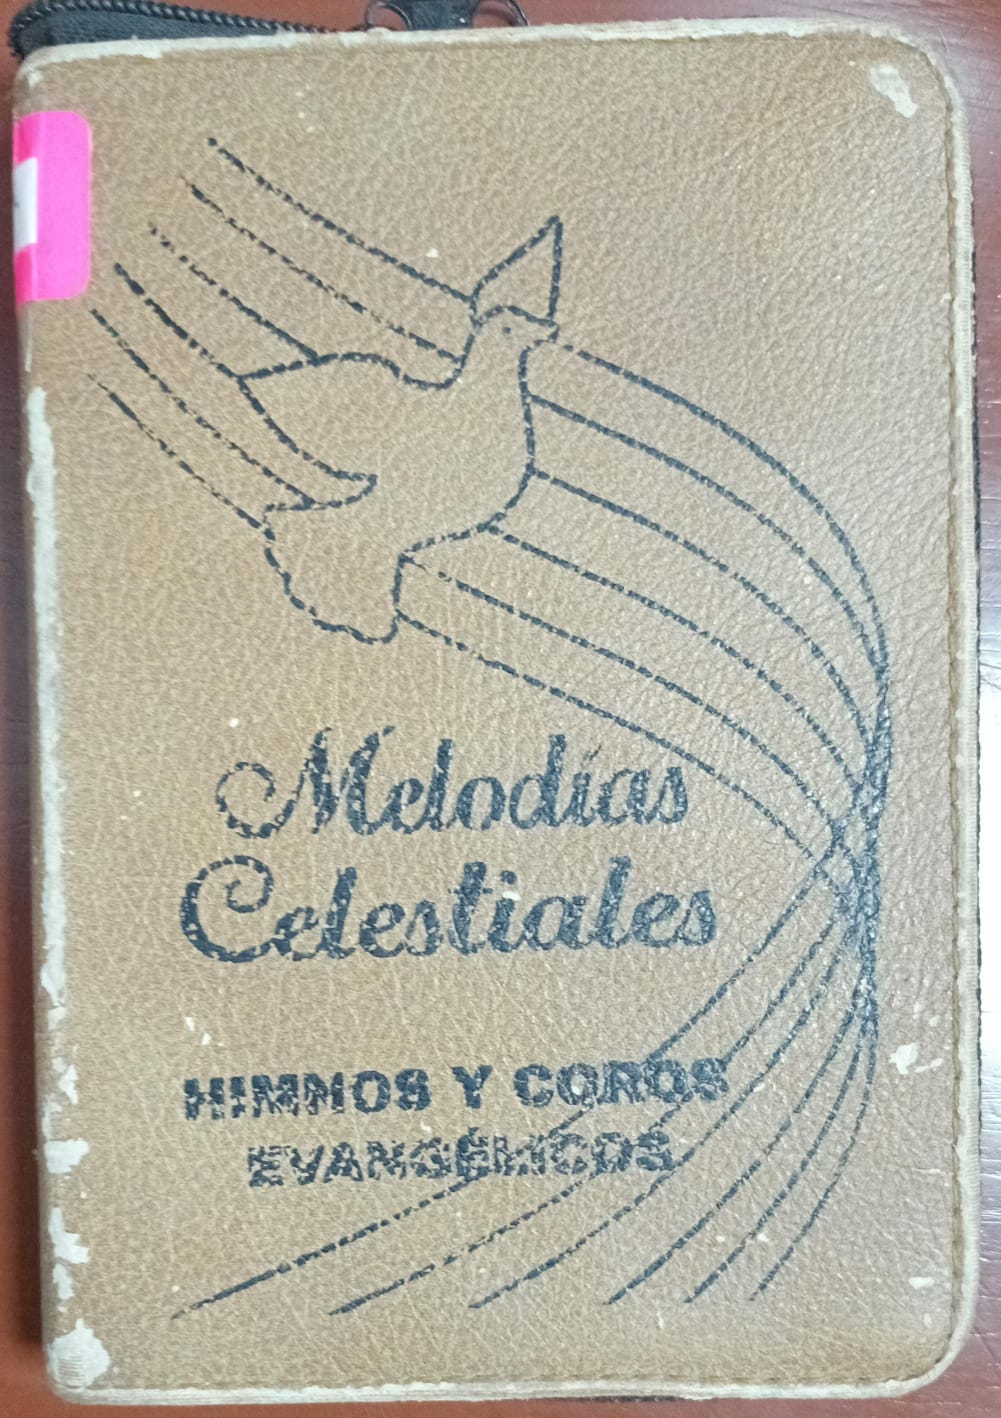 Melodías
Celestiales
HIMNOS Y COROS
EVANGÉLICOS